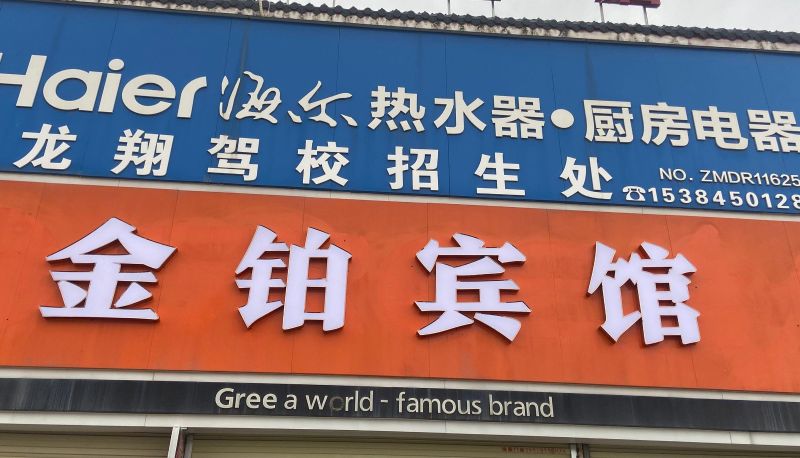 Haier 海尔 热水器•厨房电器
龙翔驾校招生处
NO. ZMDR11625
☎1538450128
金铂宾馆
Gree a world - famous brand